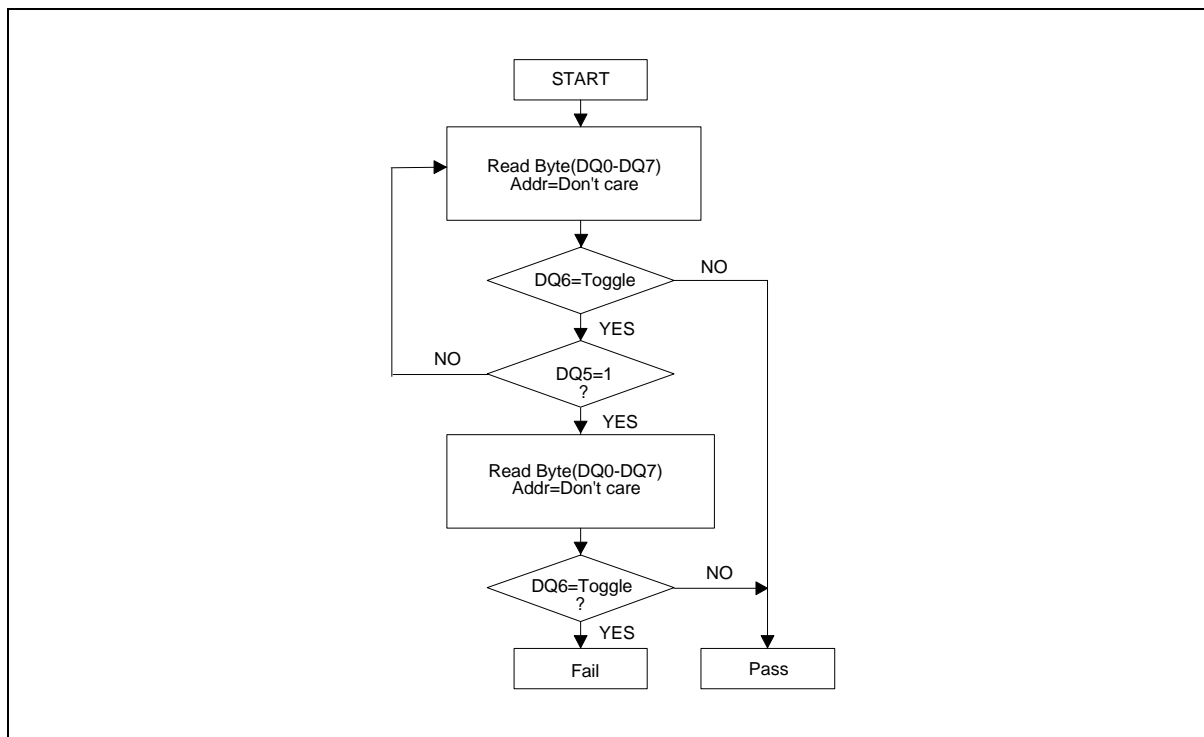 START
Read Byte(DQ0-DQ7)
Addr=Don't care
DQ6=Toggle
NO
YES
NO
DQ5=1
?
YES
Read Byte(DQ0-DQ7)
Addr=Don't care
DQ6=Toggle
?
NO
YES
Fail
Pass